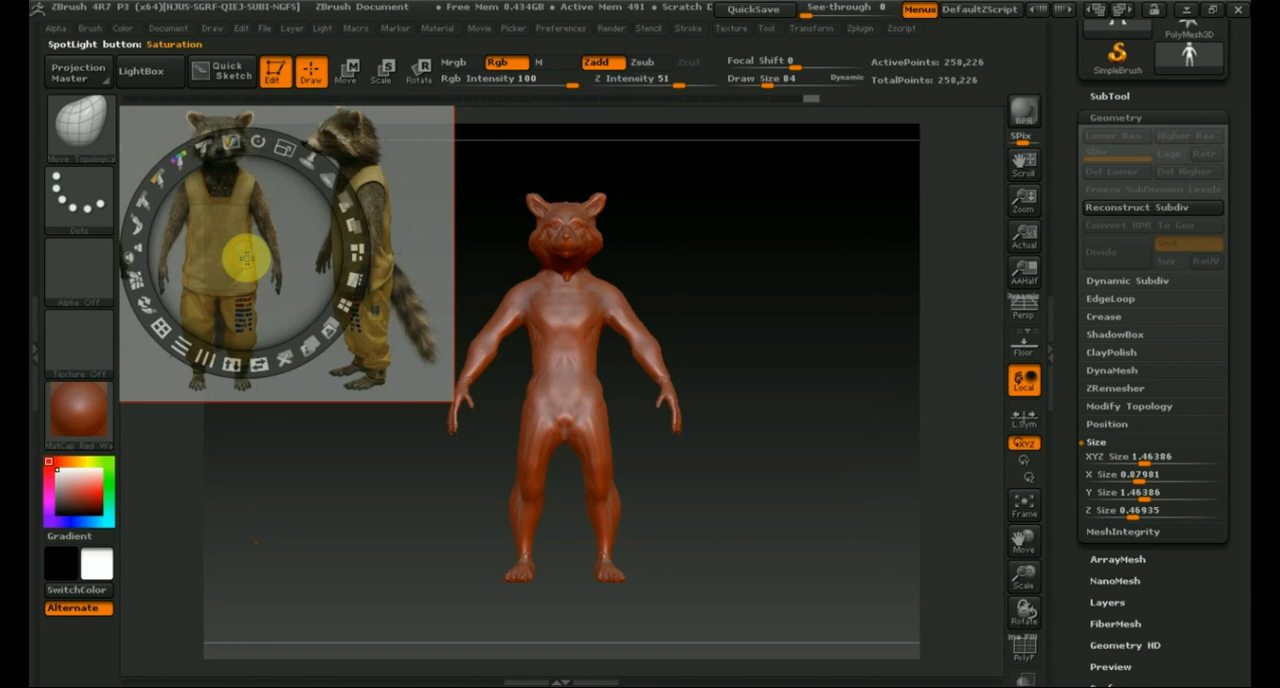 ZBrush 4R7 P3 (x64)[HJUS-SGRF-QIEJ-SUBI-NGFS] ZBrush Document • Free Mem 0.434GB • Active Mem 491 • Scratch D QuickSave See-through 0 Menus DefaultZScript
Alpha Brush Color Document Draw Edit File Layer Light Macro Marker Material Movie Picker Preferences Render Stencil Stroke Texture Tool Transform Zplugin Zscript
SpotLight button: Saturation
Projection Master
LightBox
Quick Sketch
Edit
Draw
Move
Scale
Rotate
Mrgb Rgb M
Rgb Intensity 100
Zadd Zsub Zcut
Z Intensity 51
Focal Shift 0
Draw Size 84 Dynamic
ActivePoints: 258,226
TotalPoints: 258,226
Move Topological
Dots
Alpha Off
Texture Off
MatCap Red Wa
Gradient
SwitchColor
Alternate
BPR
SPix
Scroll
Zoom
Actual
AAHalf
Dynamic
Persp
Floor
Local
L.Sym
XYZ
Frame
Move
Scale
Rotate
Line Fill
PolyF
PolyMesh3D
SimpleBrush
SubTool
Geometry
Lower Res Higher Res
SDiv Cage Rstr
Del Lower Del Higher
Freeze SubDivision Levels
Reconstruct Subdiv
Convert BPR To Geo
Divide Smt
Suv ReUV
Dynamic Subdiv
EdgeLoop
Crease
ShadowBox
ClayPolish
DynaMesh
ZRemesher
Modify Topology
Position
Size
XYZ Size 1.46386
X Size 0.87981
Y Size 1.46386
Z Size 0.46935
MeshIntegrity
ArrayMesh
NanoMesh
Layers
FiberMesh
Geometry HD
Preview